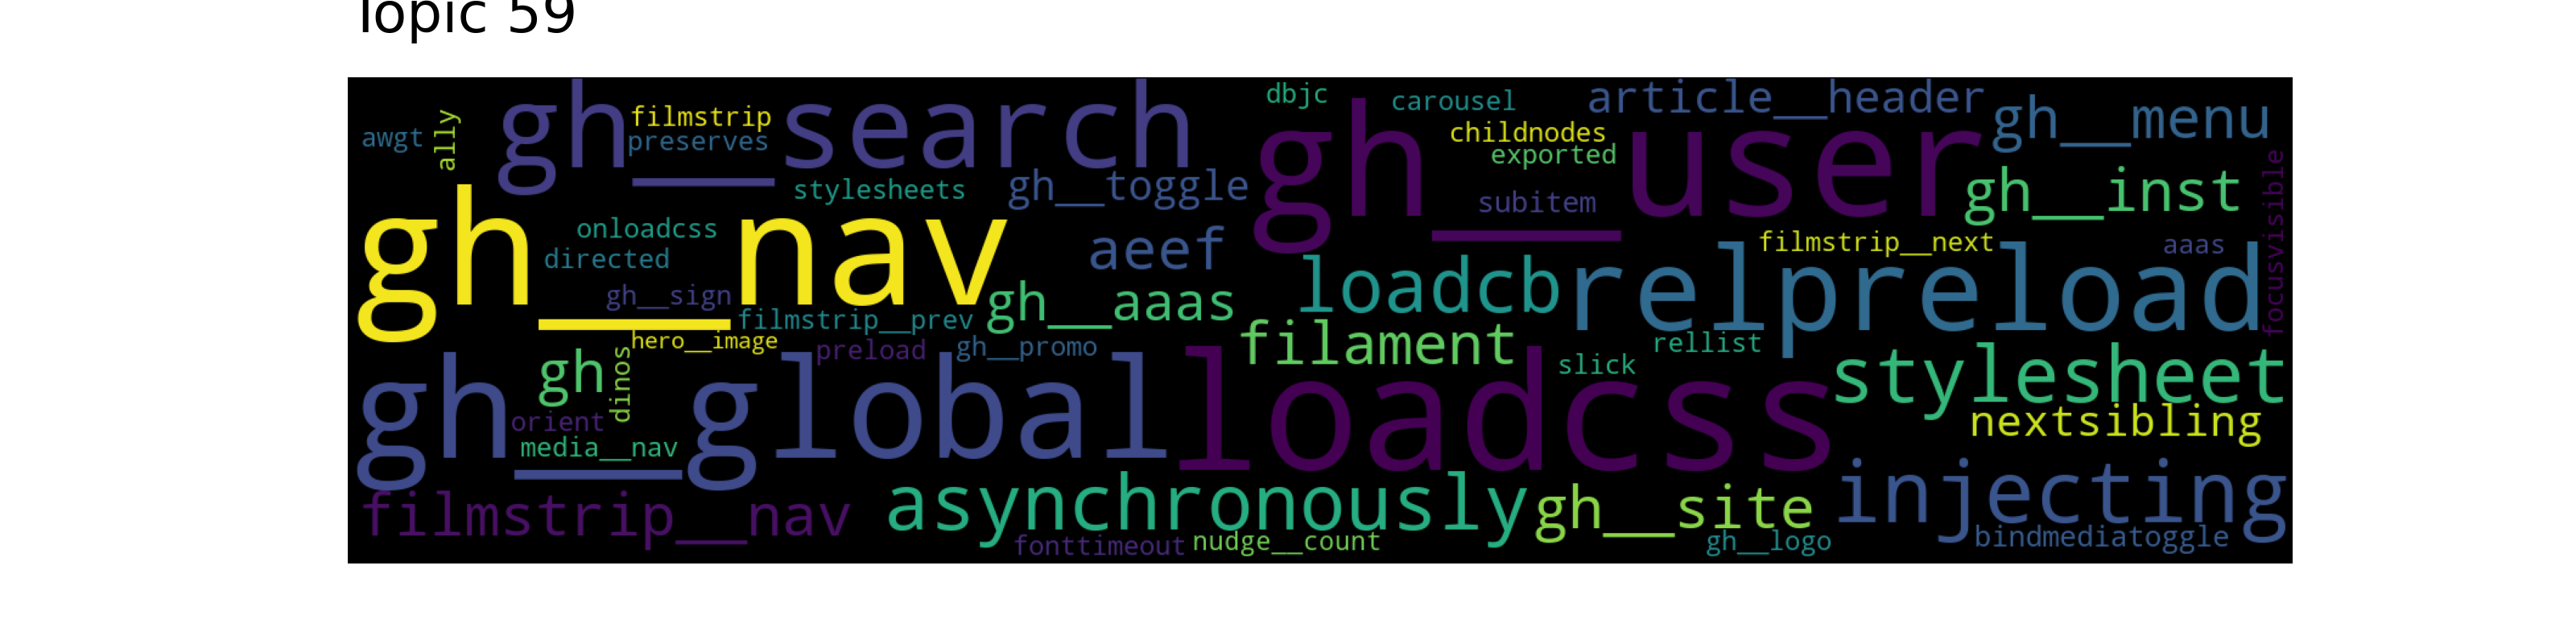 Topic 59
dbjc
carousel
article__header
filmstrip
gh__search
gh__menu
awgt
ally
preserves
childnodes
exported
gh__user
stylesheets
gh__toggle
subitem
gh__inst
focusvisible
onloadcss
gh__nav
directed
aeef
filmstrip__next
aaas
gh__sign
gh__aaas
loadcb
relpreload
filmstrip__prev
hero__image
preload
gh__promo
filament
rellist
slick
gh
dinos
stylesheet
orient
gh__global
loadcss
nextsibling
media__nav
filmstrip__nav
asynchronously
gh__site
injecting
fonttimeout
nudge__count
gh__logo
bindmediatoggle